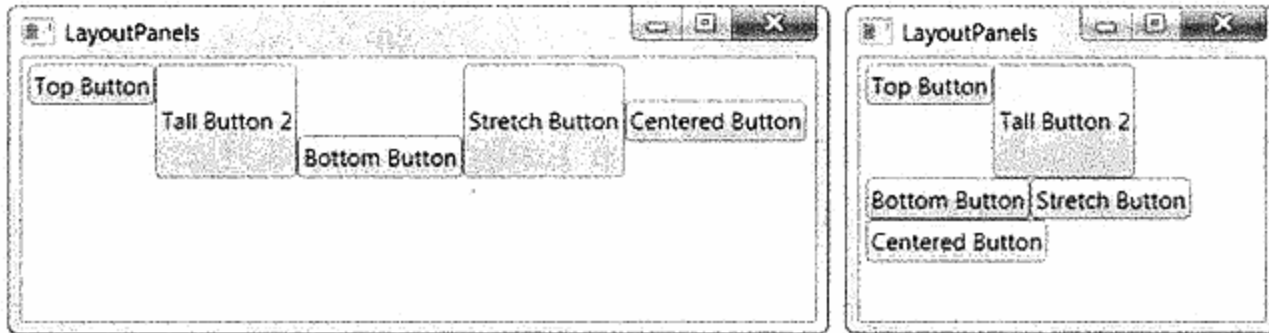 LayoutPanels
Top Button
Tall Button 2
Bottom Button
Stretch Button
Centered Button
LayoutPanels
Top Button
Tall Button 2
Bottom Button Stretch Button
Centered Button